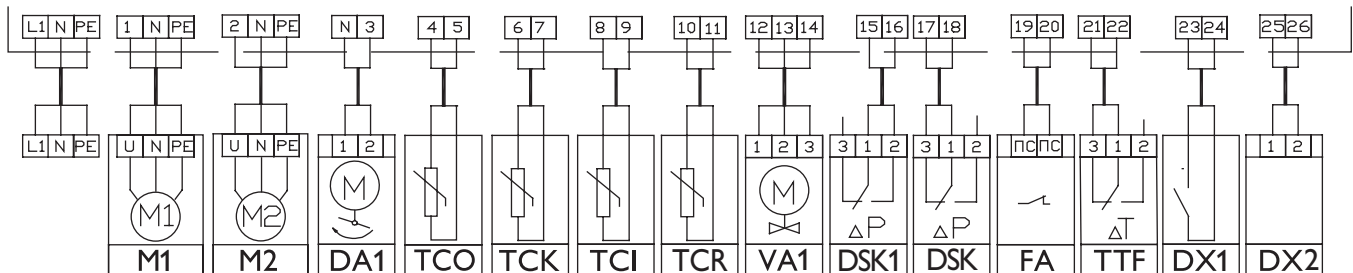 L1 N PE 1 N PE 2 N PE N 3 4 5 6 7 8 9 10 11 12 13 14 15 16 17 18 19 20 21 22 23 24 25 26
L1 N PE U N PE U N PE 1 2 1 2 3 3 1 2 3 1 2 ПС ПС 3 1 2 1 2
M1 M2 M M ΔP ΔP ΔT
M1 M2 DA1 TCO TCK TCI TCR VA1 DSK1 DSK FA TTF DX1 DX2